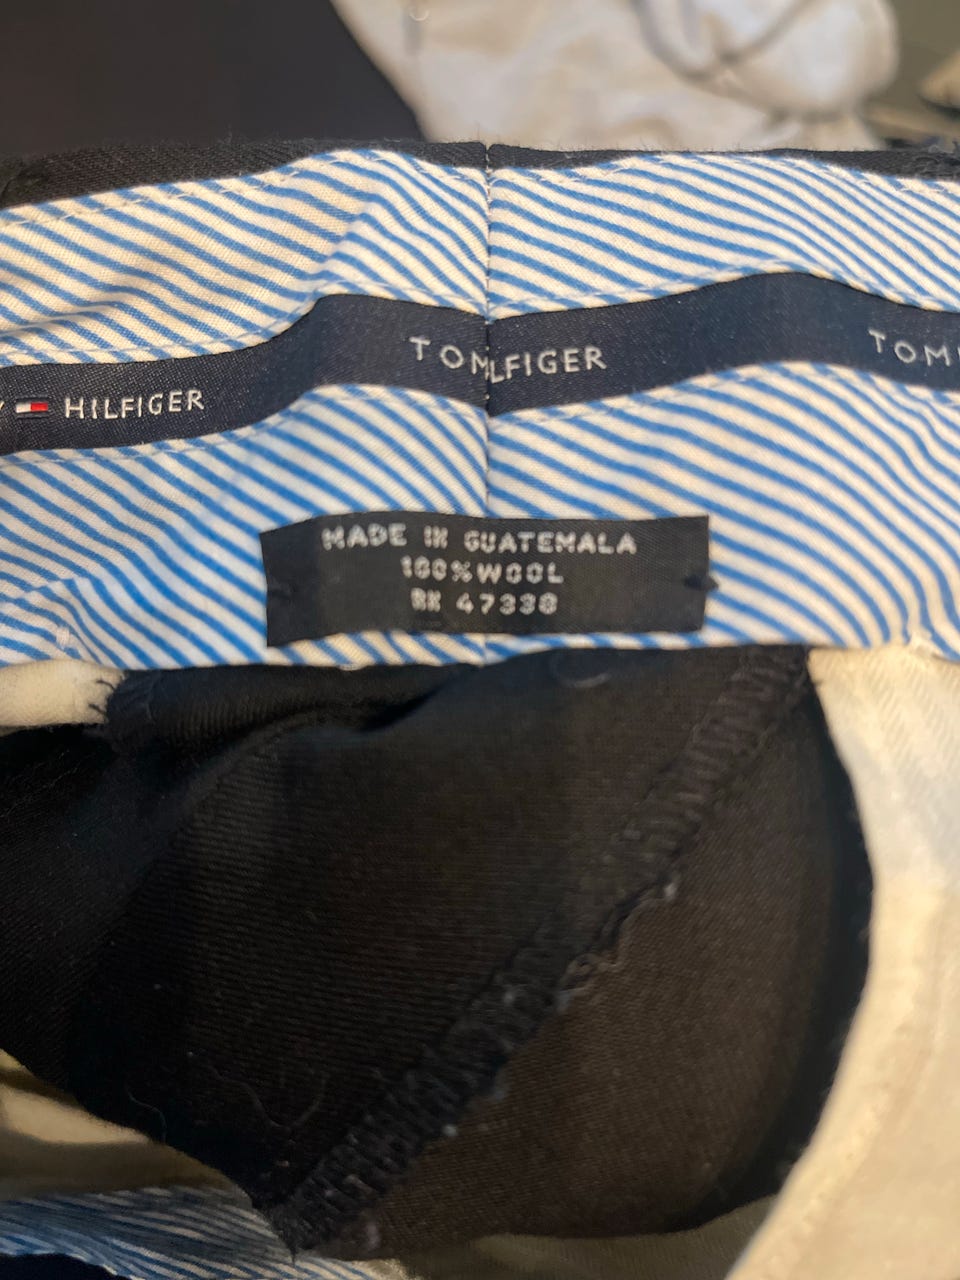 TOM
LFIGER
TOM
Y HILFIGER
MADE IN GUATEMALA
100% WOOL
RN 47338